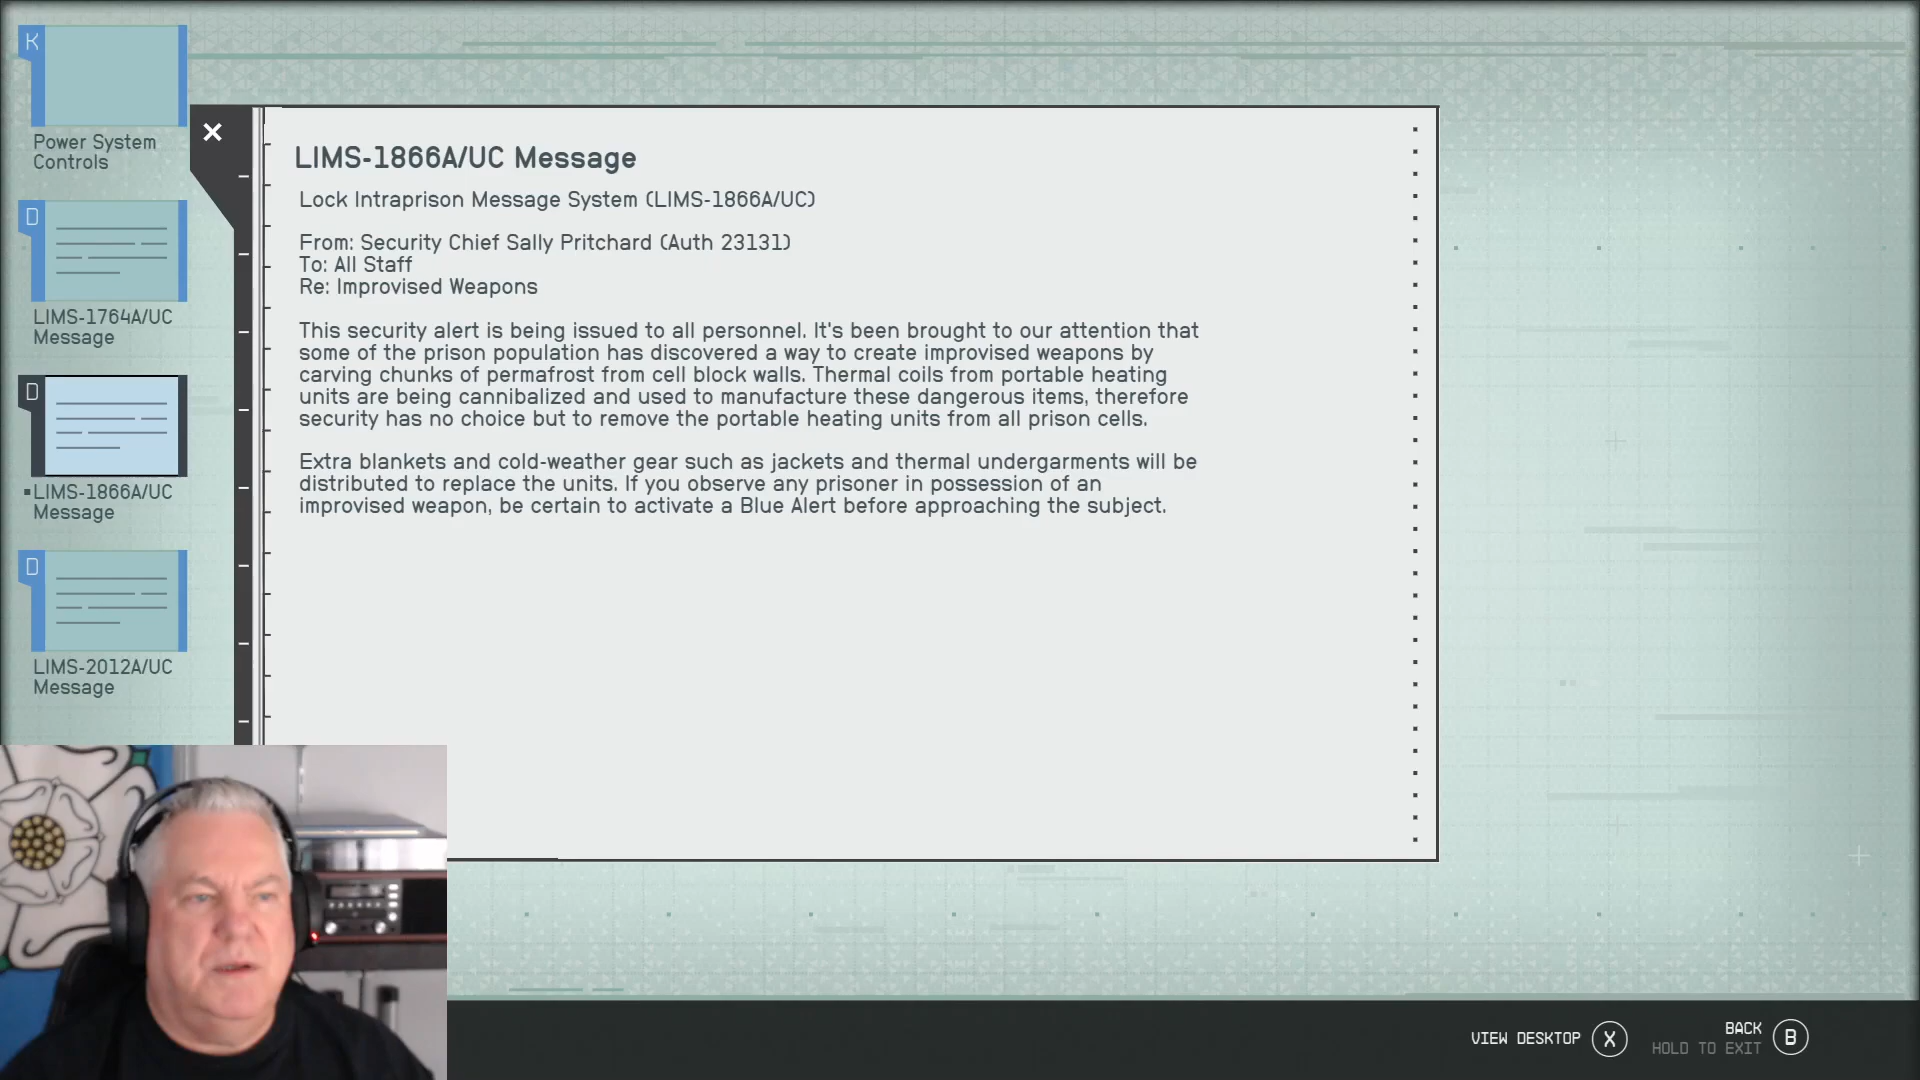 K
Power System
Controls
D
LIMS-1764A/UC
Message
D
LIMS-1866A/UC
Message
D
LIMS-2012A/UC
Message
LIMS-1866A/UC Message
Lock Intraprison Message System (LIMS-1866A/UC)
From: Security Chief Sally Pritchard (Auth 23131)
To: All Staff
Re: Improvised Weapons
This security alert is being issued to all personnel. It's been brought to our attention that
some of the prison population has discovered a way to create improvised weapons by
carving chunks of permafrost from cell block walls. Thermal coils from portable heating
units are being cannibalized and used to manufacture these dangerous items, therefore
security has no choice but to remove the portable heating units from all prison cells.
Extra blankets and cold-weather gear such as jackets and thermal undergarments will be
distributed to replace the units. If you observe any prisoner in possession of an
improvised weapon, be certain to activate a Blue Alert before approaching the subject.
VIEW DESKTOP X
BACK B
HOLD TO EXIT